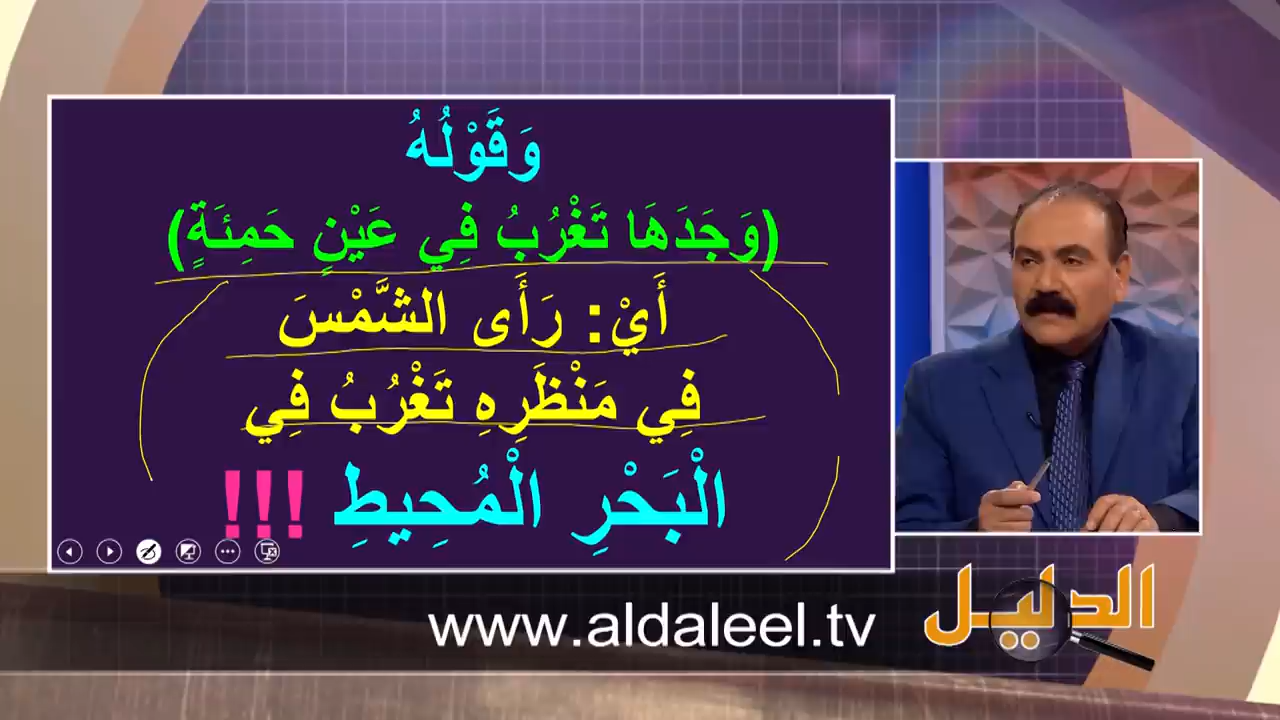 وَقَوْلُهُ
(وَجَدَهَا تَغْرُبُ فِي عَيْنٍ حَمِئَةٍ)
أَيْ: رَأَى الشَّمْسَ
فِي مَنْظَرِهِ تَغْرُبُ فِي
الْبَحْرِ الْمُحِيطِ !!!
www.aldaleel.tv
الدليل